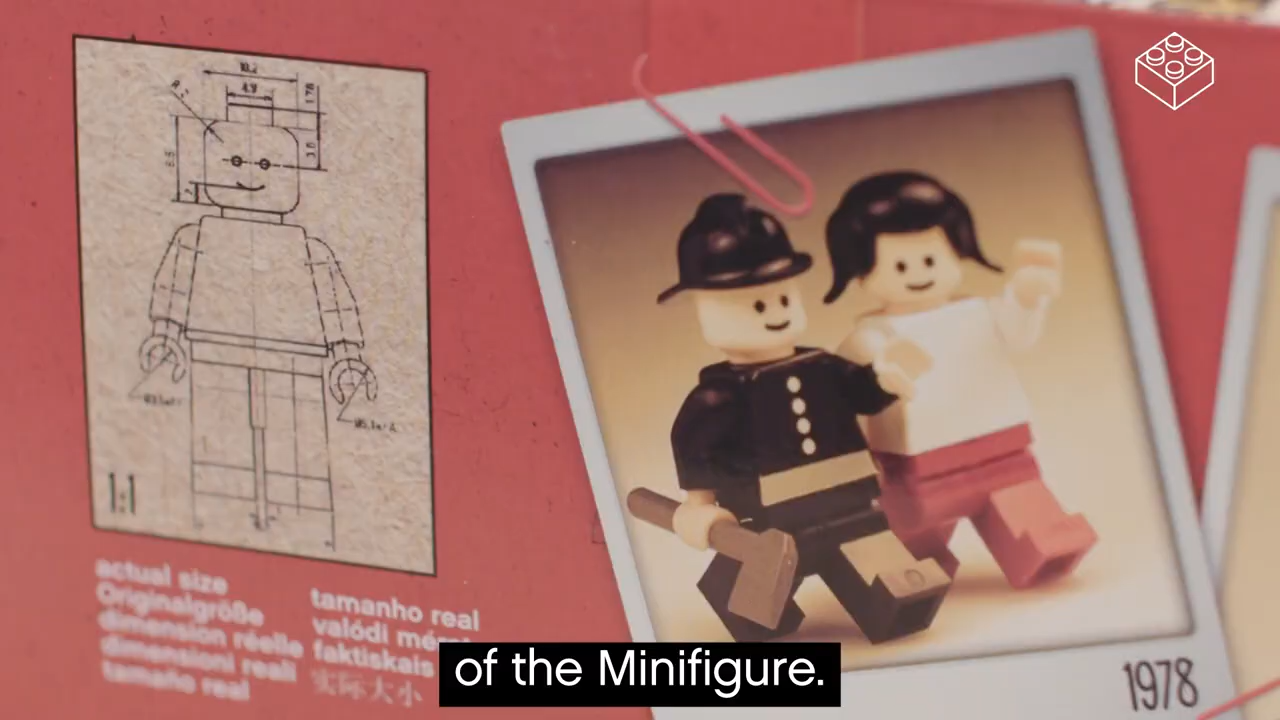 10.2
4.9
1:1
actual size
Originalgröße
dimension réelle
dimensioni reali
tamaño real
tamanho real
valódi
faktiskais
实际大小
1978
of the Minifigure.